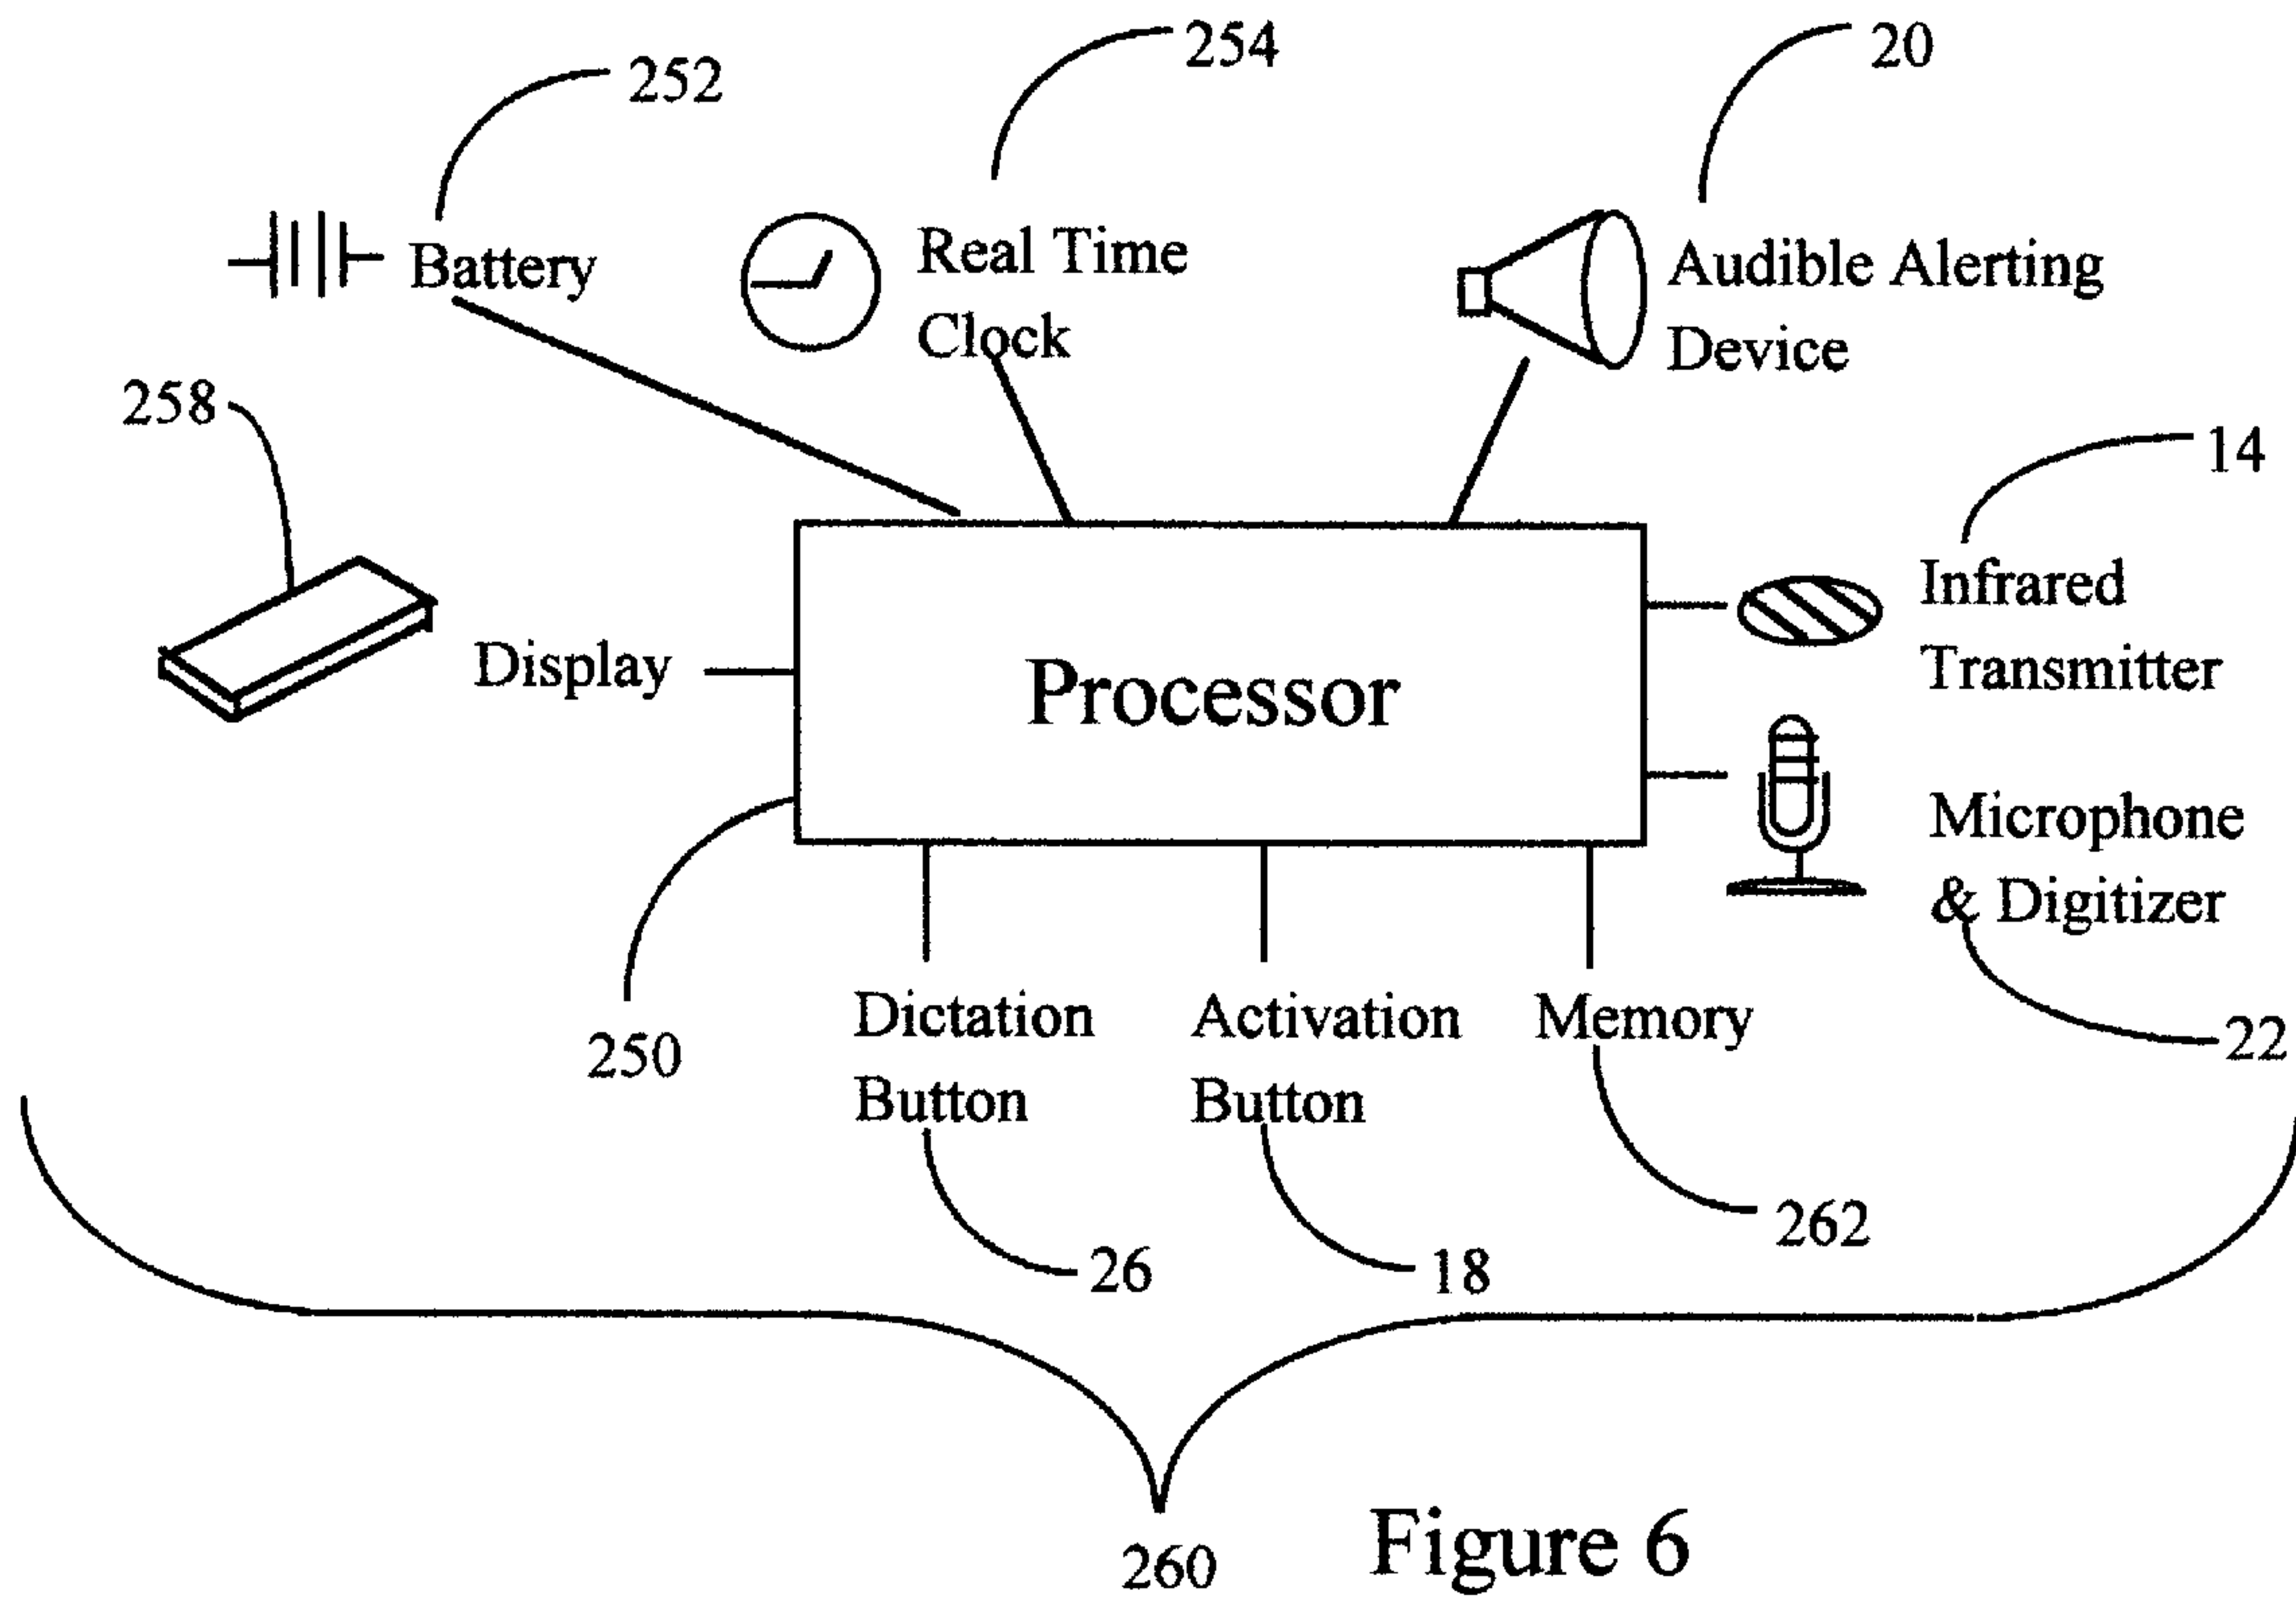 252
254
20
Battery
Real Time
Clock
Audible Alerting
Device
258
14
Display
Processor
Infrared
Transmitter
Microphone
& Digitizer
250
Dictation
Button
Activation
Button
Memory
22
26
18
262
260
Figure 6